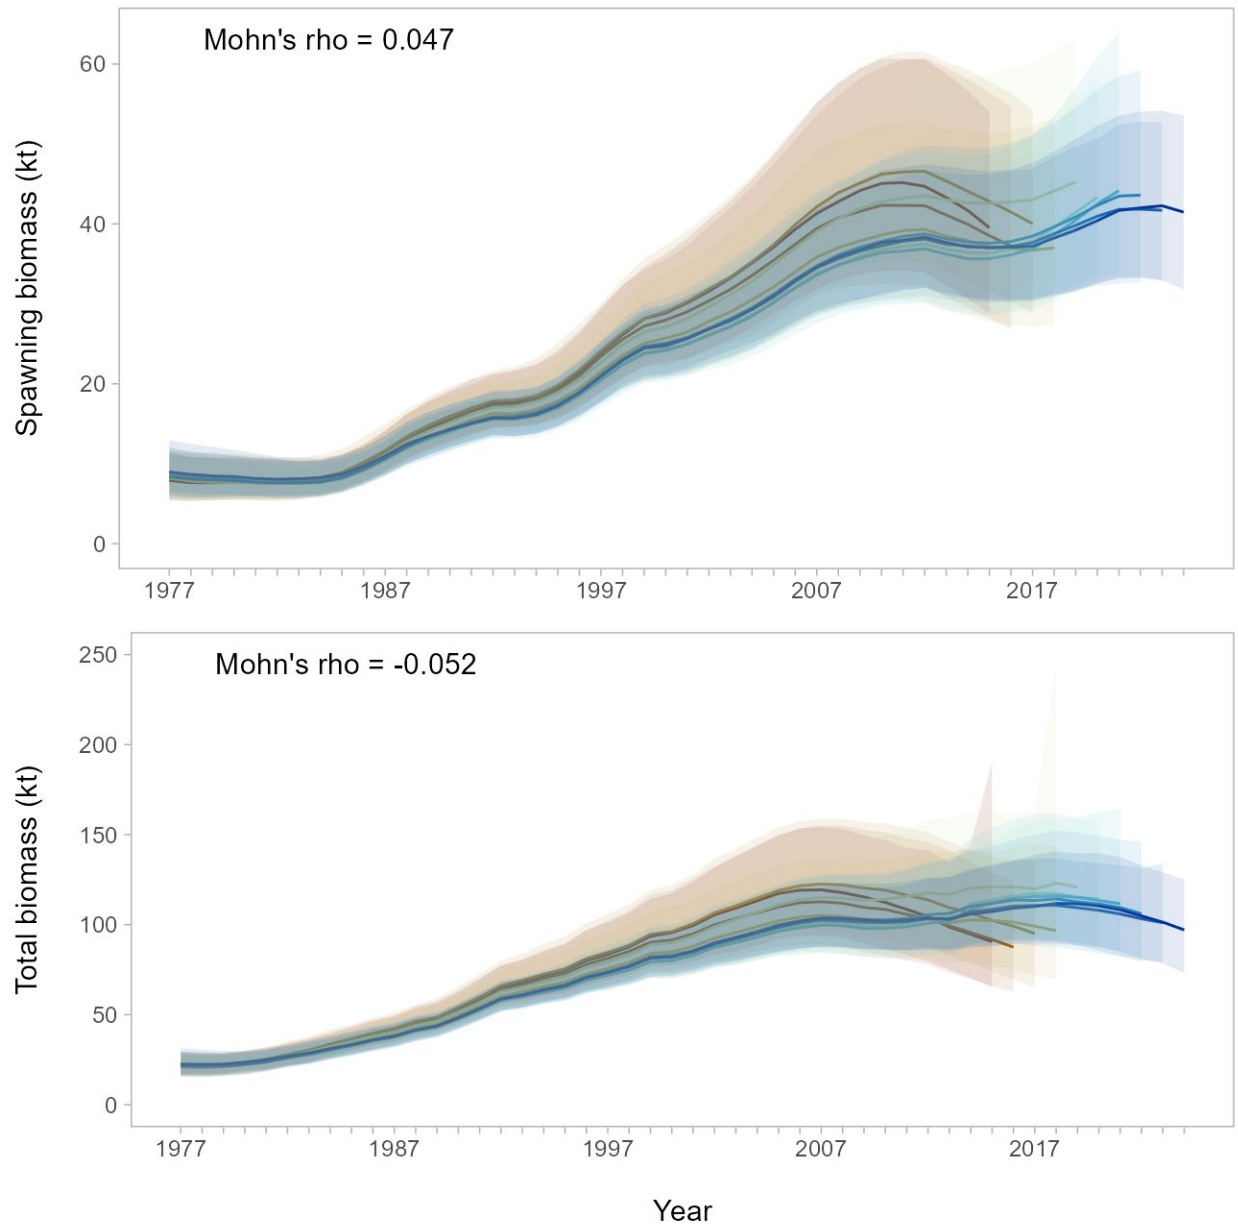 Mohn's rho = 0.047
Spawning biomass (kt)
60
40
20
0
1977 1987 1997 2007 2017
Mohn's rho = -0.052
Total biomass (kt)
250
200
150
100
50
0
1977 1987 1997 2007 2017
Year